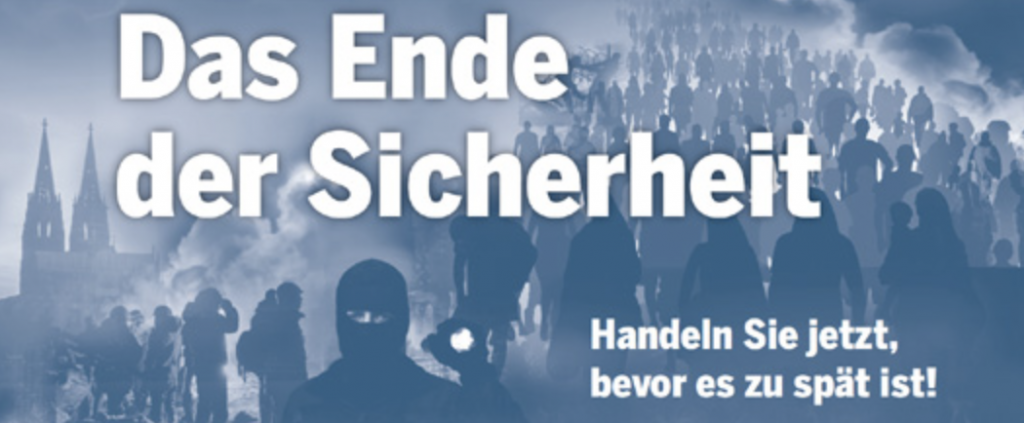 Das Ende
der Sicherheit
Handeln Sie jetzt,
bevor es zu spät ist!